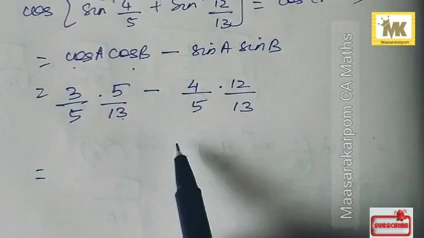 cos { sin⁻¹ 4/5 + sin⁻¹ 12/13 } =
= cosA cosB − sinA sinB
= 3/5 · 5/13 − 4/5 · 12/13
=
MK
Maasarakarpom
Maasarakarpom CA Maths
SUBSCRIBE